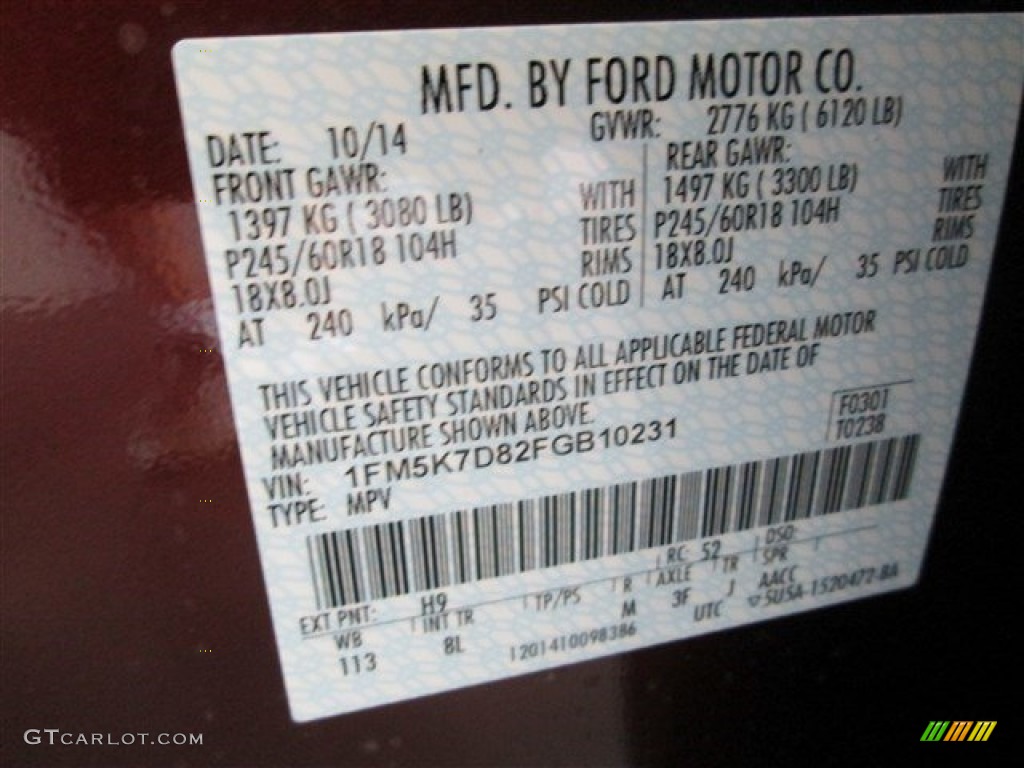 MFD. BY FORD MOTOR CO.
DATE: 10/14 GVWR: 2776 KG ( 6120 LB)
FRONT GAWR: REAR GAWR:
1397 KG ( 3080 LB) WITH 1497 KG ( 3300 LB) WITH
P245/60R18 104H TIRES P245/60R18 104H TIRES
18X8.0J RIMS 18X8.0J RIMS
AT 240 kPa/ 35 PSI COLD AT 240 kPa/ 35 PSI COLD
THIS VEHICLE CONFORMS TO ALL APPLICABLE FEDERAL MOTOR
VEHICLE SAFETY STANDARDS IN EFFECT ON THE DATE OF
MANUFACTURE SHOWN ABOVE.
VIN: 1FM5K7D82FGB10231 F0301
TYPE: MPV T0238
EXT PNT: H9 RC: 52 DSO:
WB INT TR TP/PS R AXLE TR SPR
113 8L M 3F J AACC
1201410098386 UTC ▽5USA-1520472-BA
GTCARLOT.COM